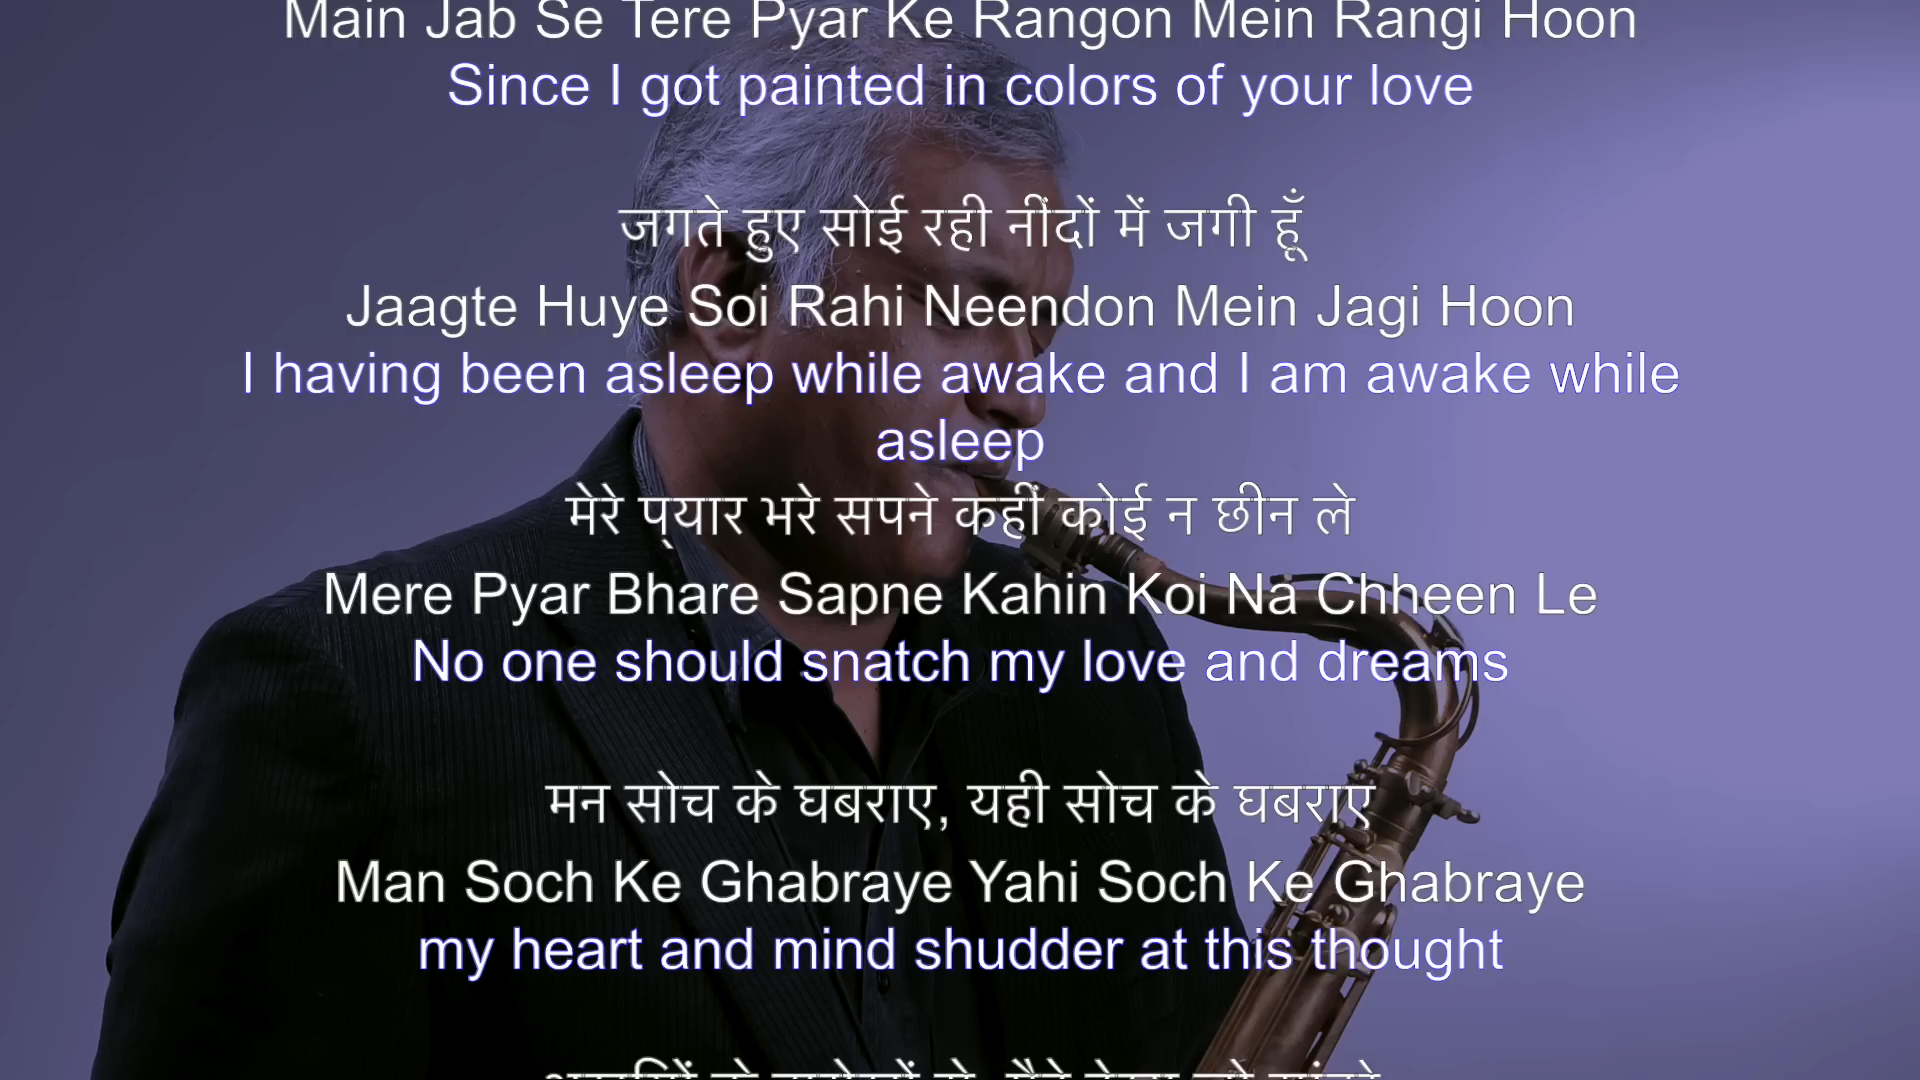 Main Jab Se Tere Pyar Ke Rangon Mein Rangi Hoon
Since I got painted in colors of your love
जगते हुए सोई रही नींदों में जगी हूँ
Jaagte Huye Soi Rahi Neendon Mein Jagi Hoon
I having been asleep while awake and I am awake while
asleep
मेरे प्यार भरे सपने कहीं कोई न छीन ले
Mere Pyar Bhare Sapne Kahin Koi Na Chheen Le
No one should snatch my love and dreams
मन सोच के घबराए, यही सोच के घबराए
Man Soch Ke Ghabraye Yahi Soch Ke Ghabraye
my heart and mind shudder at this thought